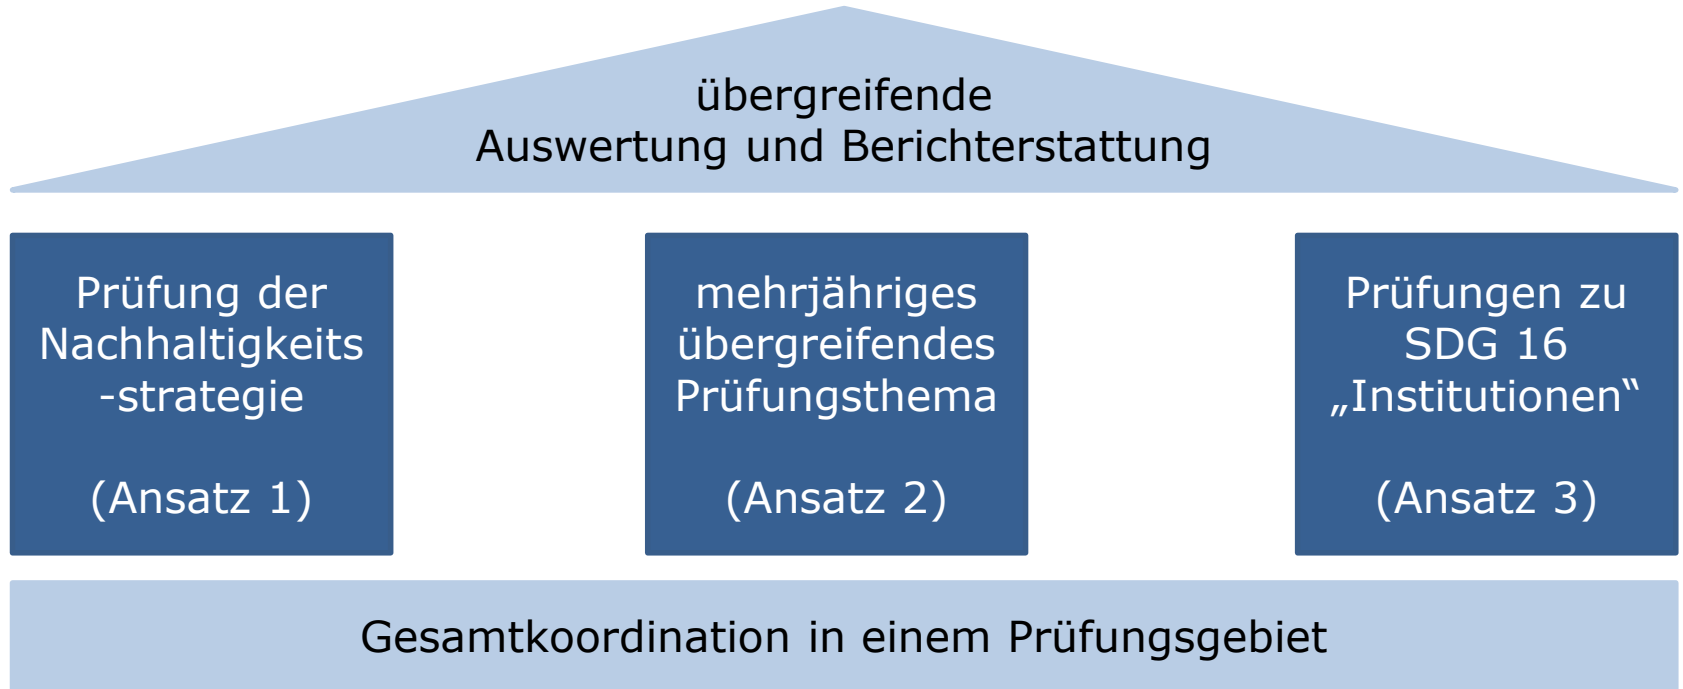 übergreifende
Auswertung und Berichterstattung
Prüfung der
Nachhaltigkeits
-strategie
(Ansatz 1)
mehrjähriges
übergreifendes
Prüfungsthema
(Ansatz 2)
Prüfungen zu
SDG 16
„Institutionen“
(Ansatz 3)
Gesamtkoordination in einem Prüfungsgebiet